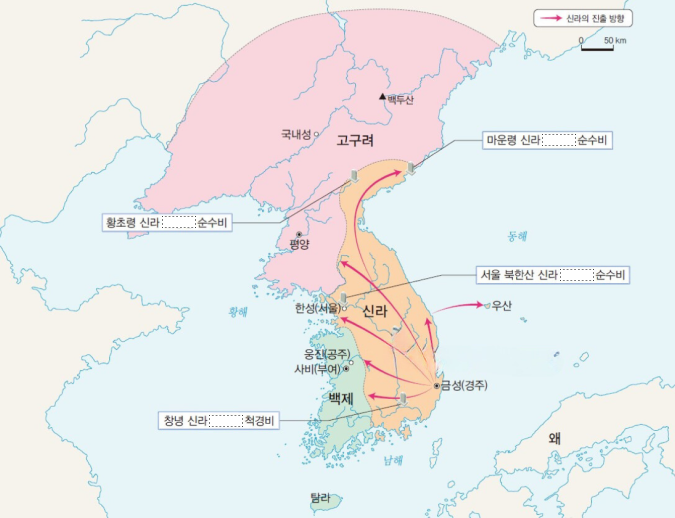 신라의 진출 방향
0 50 km
백두산
국내성
고구려
마운령 신라 순수비
황초령 신라 순수비
평양
동해
서울 북한산 신라 순수비
한성(서울)
신라
우산
황해
웅진(공주)
사비(부여)
금성(경주)
백제
창녕 신라 척경비
왜
남해
탐라